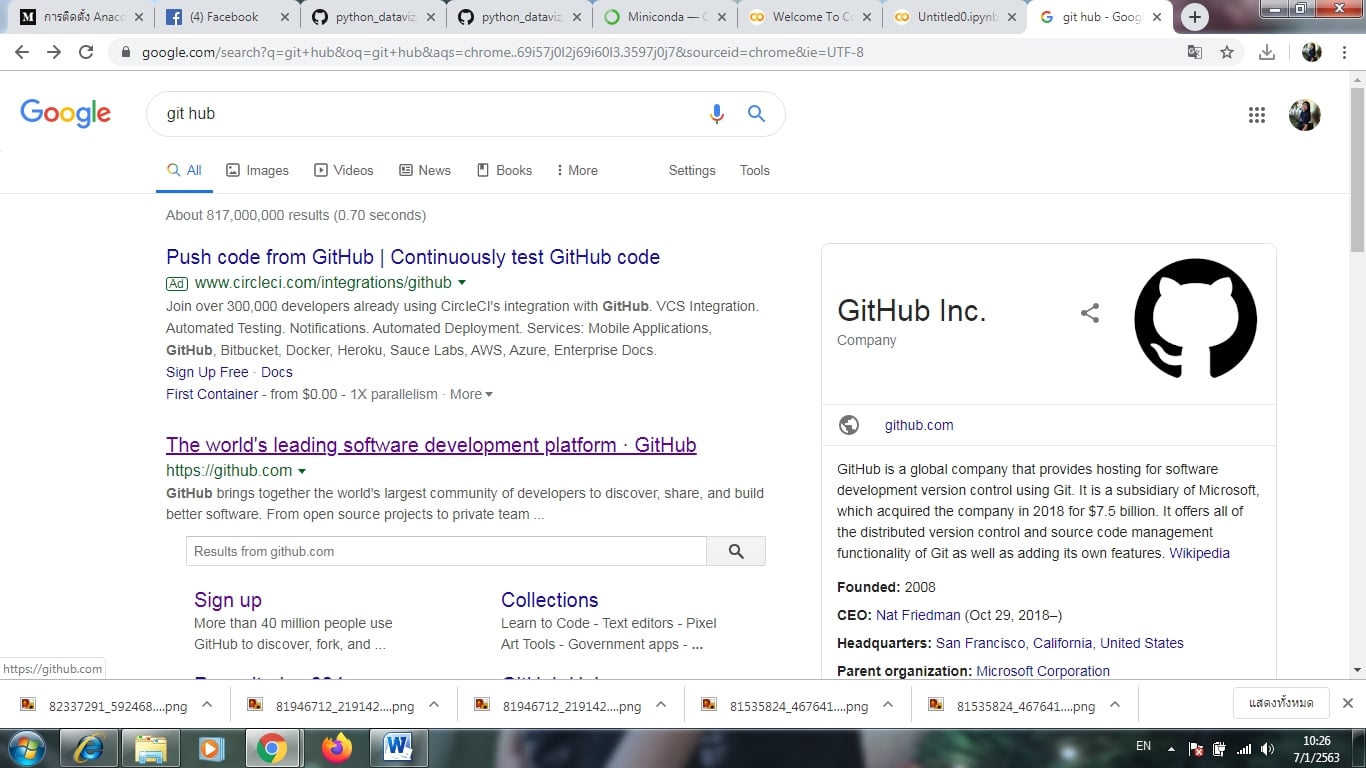 การติดตั้ง Anaco
(4) Facebook
python_dataviz
python_dataviz
Miniconda — C
Welcome To Co
Untitled0.ipynb
git hub - Goog
google.com/search?q=git+hub&oq=git+hub&aqs=chrome..69i57j0l2j69i60l3.3597j0j7&sourceid=chrome&ie=UTF-8
Google
git hub
All Images Videos News Books More Settings Tools
About 817,000,000 results (0.70 seconds)
Push code from GitHub | Continuously test GitHub code
Ad www.circleci.com/integrations/github
Join over 300,000 developers already using CircleCI's integration with GitHub. VCS Integration.
Automated Testing. Notifications. Automated Deployment. Services: Mobile Applications,
GitHub, Bitbucket, Docker, Heroku, Sauce Labs, AWS, Azure, Enterprise Docs.
Sign Up Free · Docs
First Container - from $0.00 - 1X parallelism · More
The world's leading software development platform · GitHub
https://github.com
GitHub brings together the world's largest community of developers to discover, share, and build
better software. From open source projects to private team ...
Results from github.com
Sign up
More than 40 million people use
GitHub to discover, fork, and ...
Collections
Learn to Code - Text editors - Pixel
Art Tools - Government apps - ...
GitHub Inc.
Company
github.com
GitHub is a global company that provides hosting for software
development version control using Git. It is a subsidiary of Microsoft,
which acquired the company in 2018 for $7.5 billion. It offers all of
the distributed version control and source code management
functionality of Git as well as adding its own features. Wikipedia
Founded: 2008
CEO: Nat Friedman (Oct 29, 2018–)
Headquarters: San Francisco, California, United States
Parent organization: Microsoft Corporation
https://github.com
82337291_592468....png
81946712_219142....png
81946712_219142....png
81535824_467641....png
81535824_467641....png
แสดงทั้งหมด
EN
10:26
7/1/2563